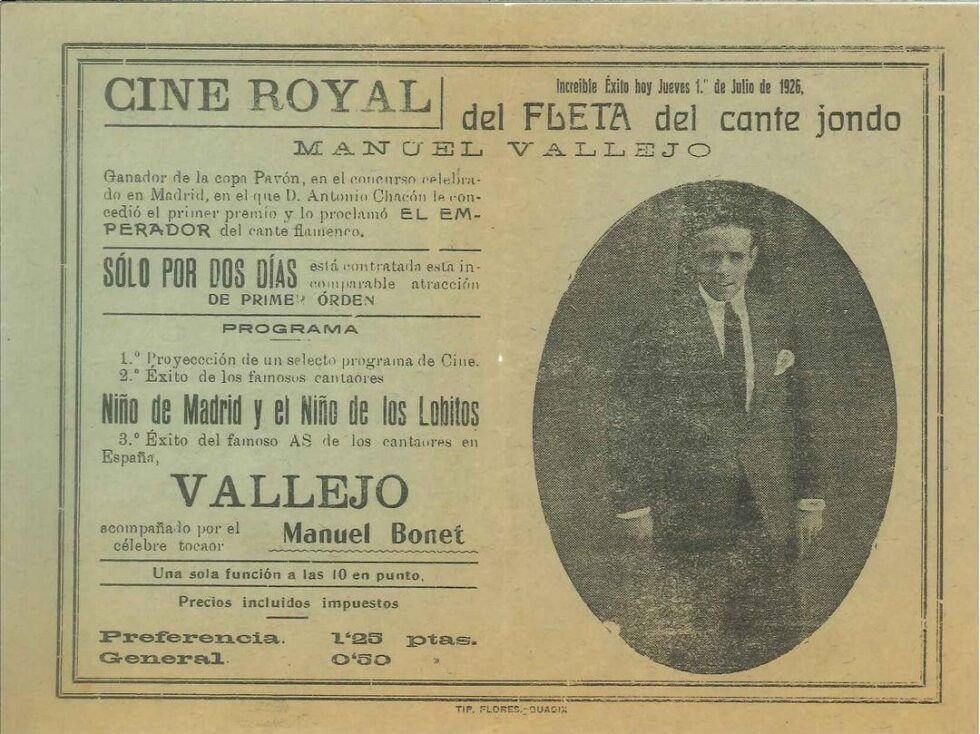 CINE ROYAL
Increible Éxito hoy Jueves 1.º de Julio de 1926,
del FLETA del cante jondo
MANUEL VALLEJO
Ganador de la copa Pavón, en el concurso celebra-
do en Madrid, en el que D. Antonio Chacón le con-
cedió el primer premio y lo proclamó EL EM-
PERADOR del cante flamenco.
SÓLO POR DOS DÍAS está contratada esta in-
comparable atracción
DE PRIMER ÓRDEN
PROGRAMA
1.º Proyeccción de un selecto programa de Cine.
2.º Éxito de los famosos cantaores
Niño de Madrid y el Niño de los Lobitos
3.º Éxito del famoso AS de los cantaores en
España,
VALLEJO
acompañado por el
célebre tocaor
Manuel Bonet
Una sola función a las 10 en punto.
Precios incluidos impuestos
Preferencia. 1'25 ptas.
General. 0'50 »
TIP. FLORES.-GUADIX